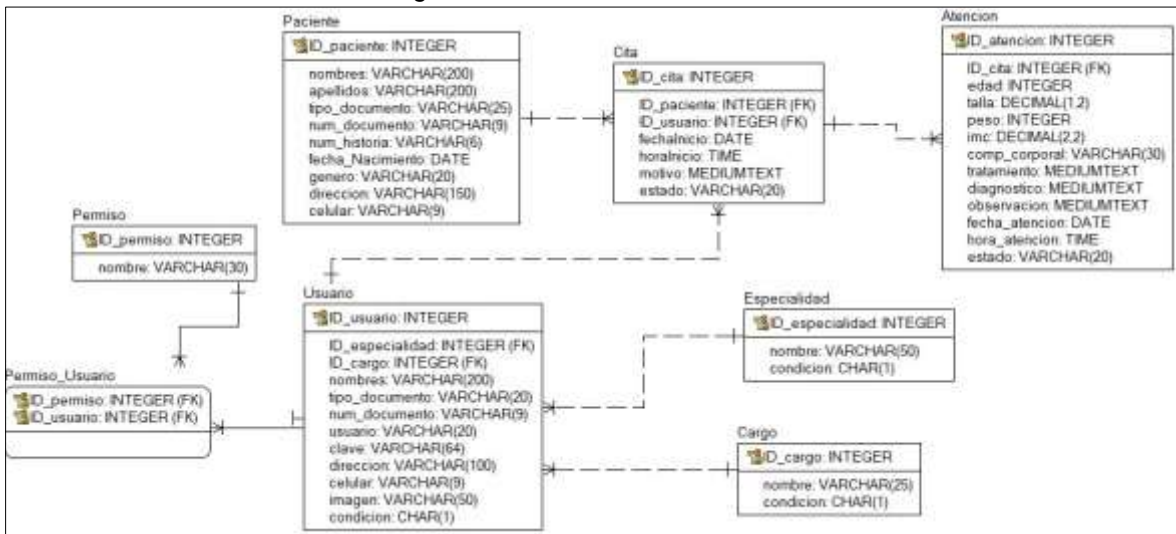 Paciente
ID_paciente: INTEGER
nombres: VARCHAR(200)
apellidos: VARCHAR(200)
tipo_documento: VARCHAR(25)
num_documento: VARCHAR(9)
num_historia: VARCHAR(6)
fecha_Nacimiento: DATE
genero: VARCHAR(20)
direccion: VARCHAR(150)
celular: VARCHAR(9)
Cita
ID_cita: INTEGER
ID_paciente: INTEGER (FK)
ID_usuario: INTEGER (FK)
fechaInicio: DATE
horaInicio: TIME
motivo: MEDIUMTEXT
estado: VARCHAR(20)
Atencion
ID_atencion: INTEGER
ID_cita: INTEGER (FK)
edad: INTEGER
talla: DECIMAL(1,2)
peso: INTEGER
imc: DECIMAL(2,2)
comp_corporal: VARCHAR(30)
tratamiento: MEDIUMTEXT
diagnostico: MEDIUMTEXT
observacion: MEDIUMTEXT
fecha_atencion: DATE
hora_atencion: TIME
estado: VARCHAR(20)
Permiso
ID_permiso: INTEGER
nombre: VARCHAR(30)
Permiso_Usuario
ID_permiso: INTEGER (FK)
ID_usuario: INTEGER (FK)
Usuario
ID_usuario: INTEGER
ID_especialidad: INTEGER (FK)
ID_cargo: INTEGER (FK)
nombres: VARCHAR(200)
tipo_documento: VARCHAR(20)
num_documento: VARCHAR(9)
usuario: VARCHAR(20)
clave: VARCHAR(64)
direccion: VARCHAR(100)
celular: VARCHAR(9)
imagen: VARCHAR(50)
condicion: CHAR(1)
Especialidad
ID_especialidad: INTEGER
nombre: VARCHAR(50)
condicion: CHAR(1)
Cargo
ID_cargo: INTEGER
nombre: VARCHAR(25)
condicion: CHAR(1)